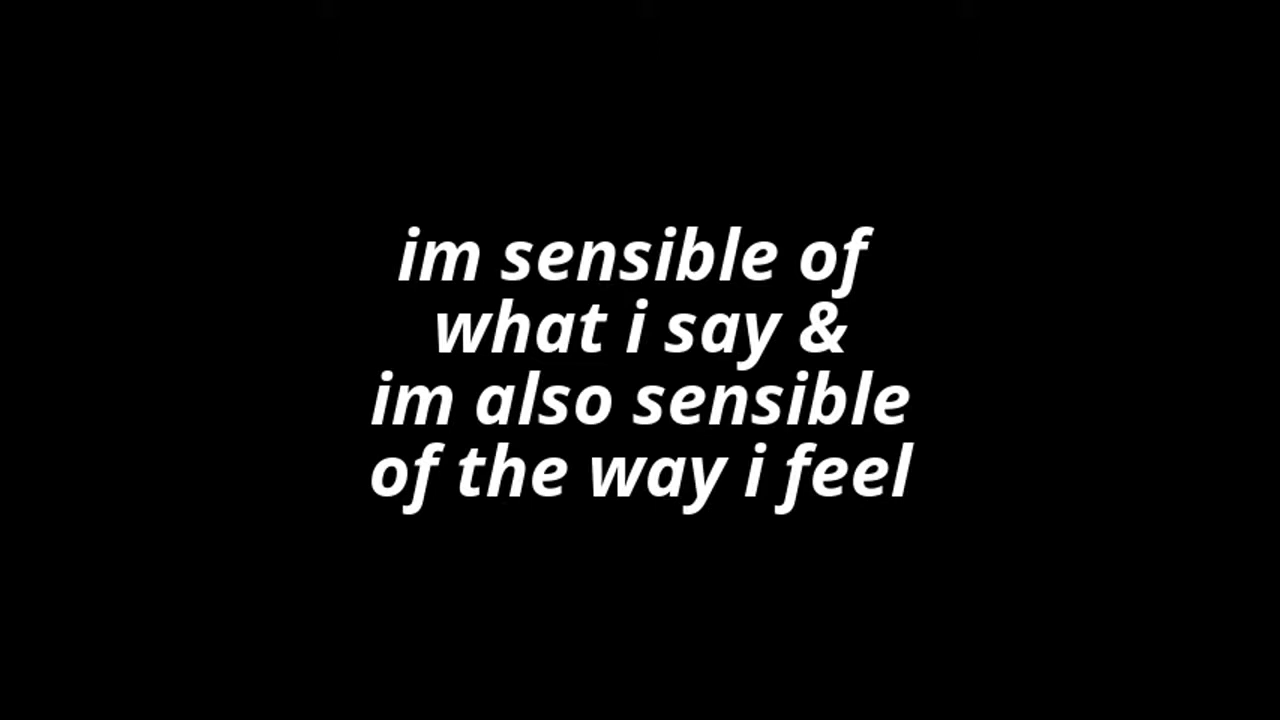 im sensible of
what i say &
im also sensible
of the way i feel